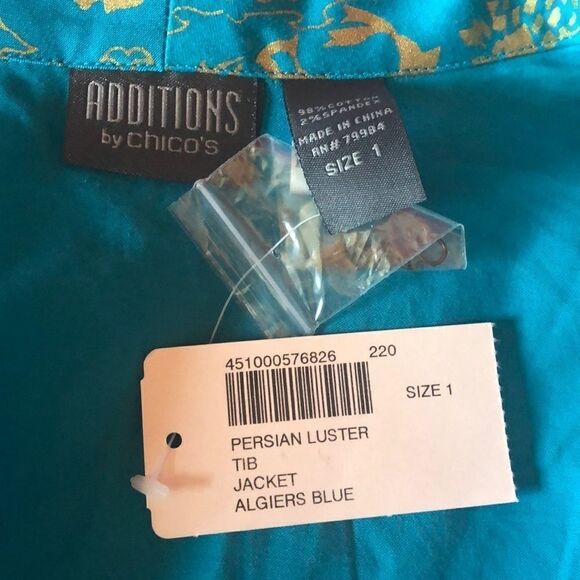 ADDITIONS
by CHICO'S
98% COTTON
2% SPANDEX
MADE IN CHINA
RN# 79984
SIZE 1
451000576826 220
SIZE 1
PERSIAN LUSTER
TIB
JACKET
ALGIERS BLUE